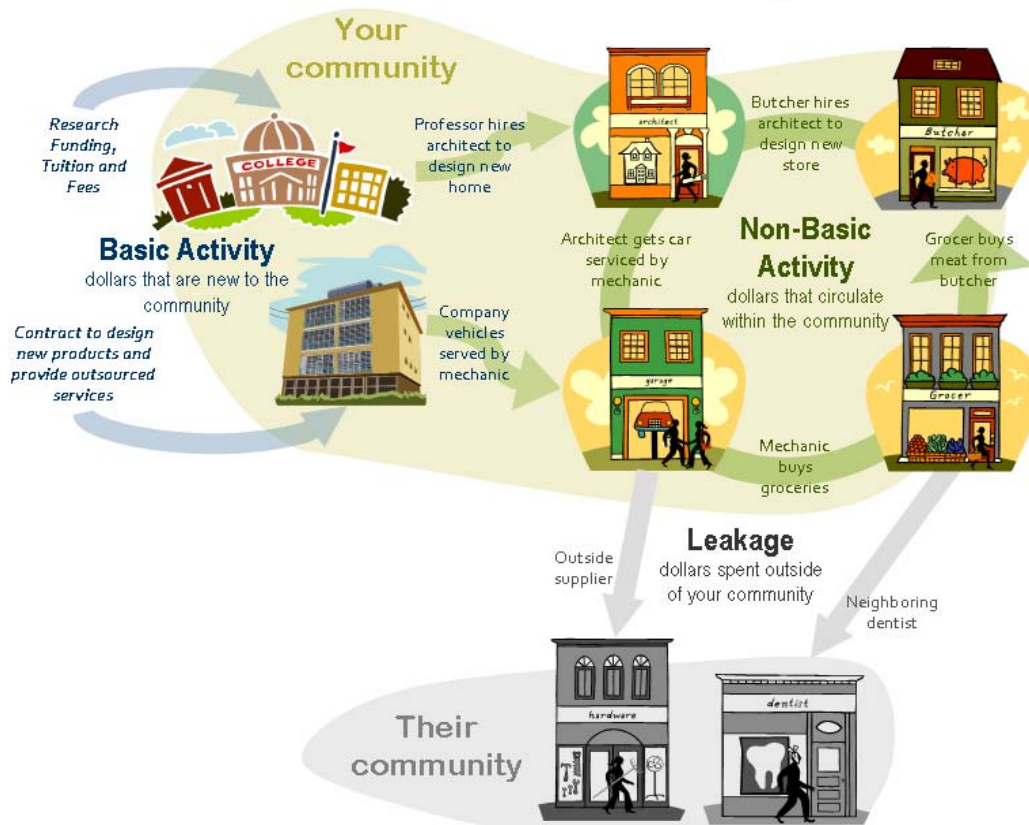 Your
community
Research
Funding,
Tuition and
Fees
COLLEGE
Professor hires
architect to
design new
home
architect
Butcher hires
architect to
design new
store
Butcher
Basic Activity
dollars that are new to the
community
Architect gets car
serviced by
mechanic
Non-Basic
Activity
dollars that circulate
within the community
Grocer buys
meat from
butcher
Contract to design
new products and
provide outsourced
services
Company
vehicles
served by
mechanic
garage
Grocer
Mechanic
buys
groceries
Leakage
dollars spent outside
of your community
Outside
supplier
Neighboring
dentist
Their
community
hardware
dentist